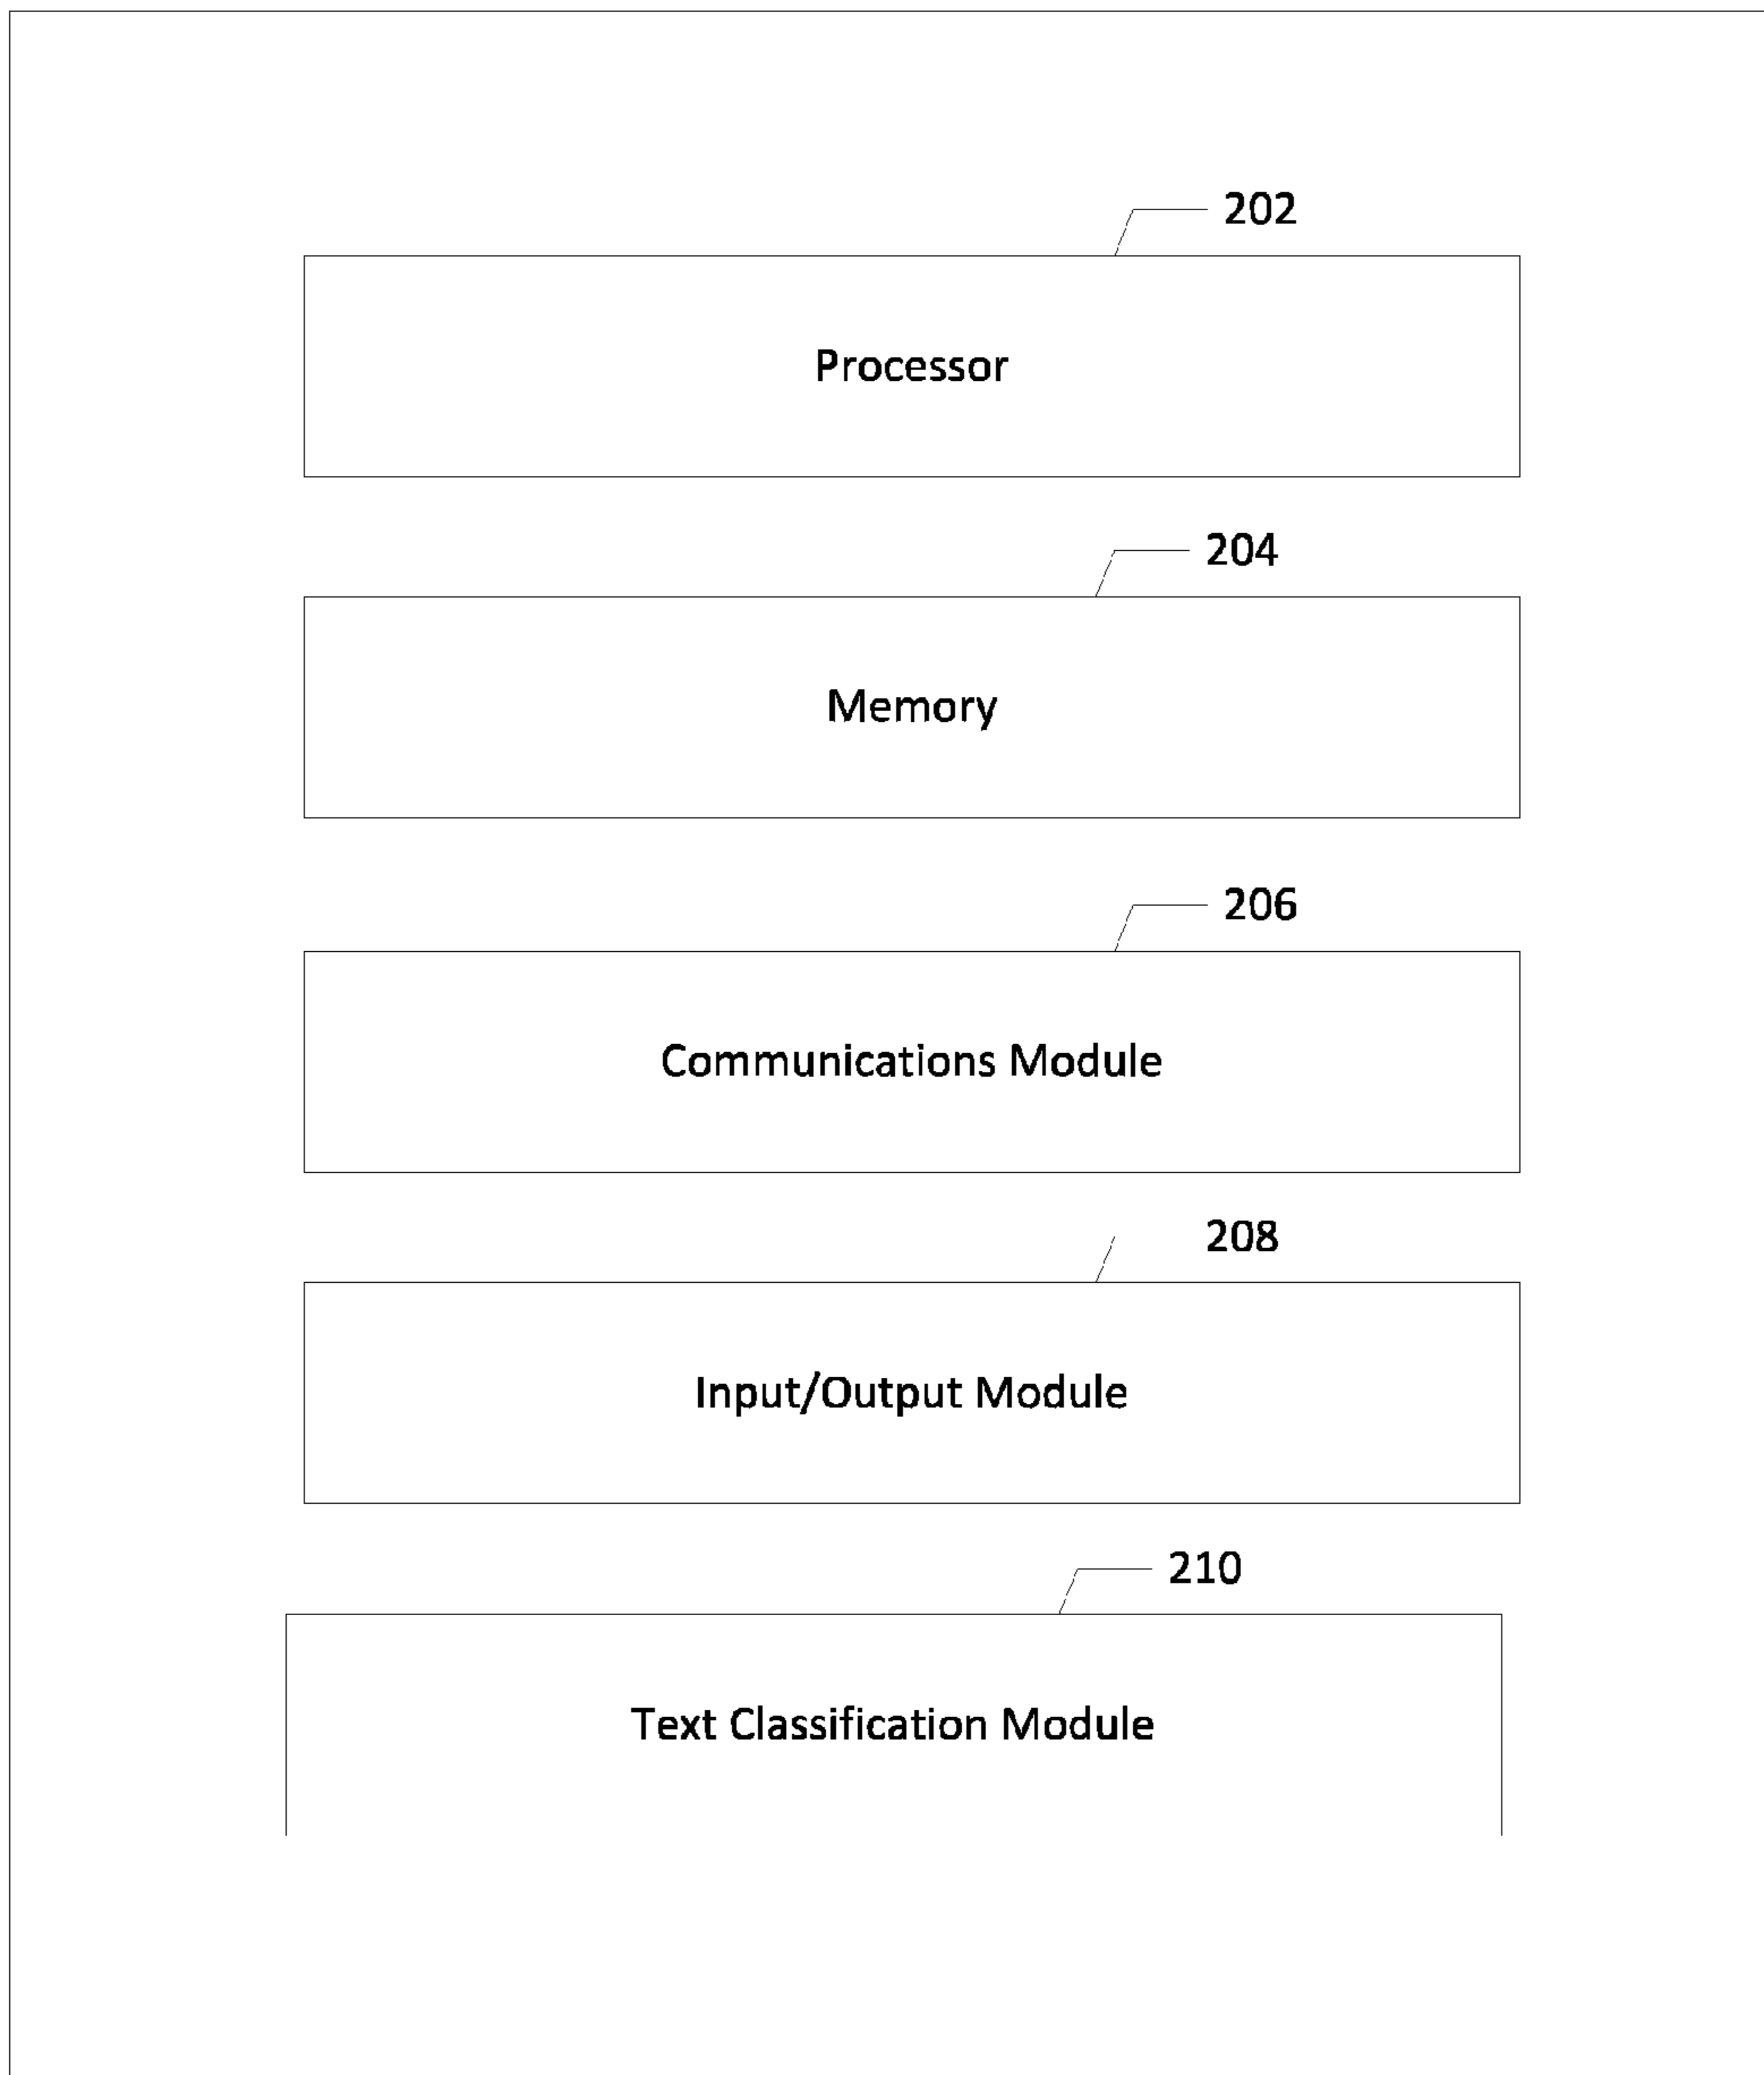 202
Processor
204
Memory
206
Communications Module
208
Input/Output Module
210
Text Classification Module